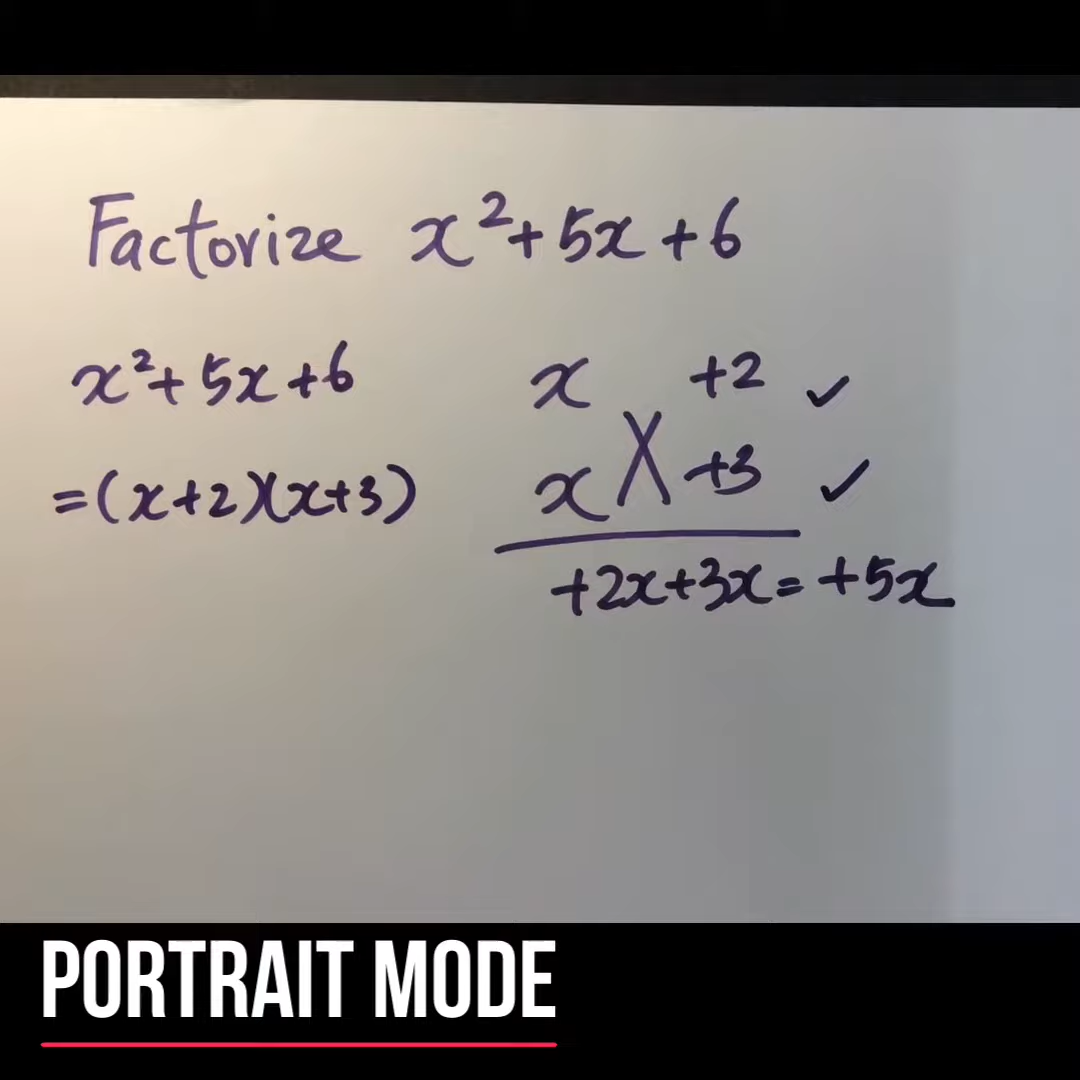 Factorize x²+5x+6
x²+5x+6
=(x+2)(x+3)
x +2 ✓
x +3 ✓
+2x+3x=+5x
PORTRAIT MODE